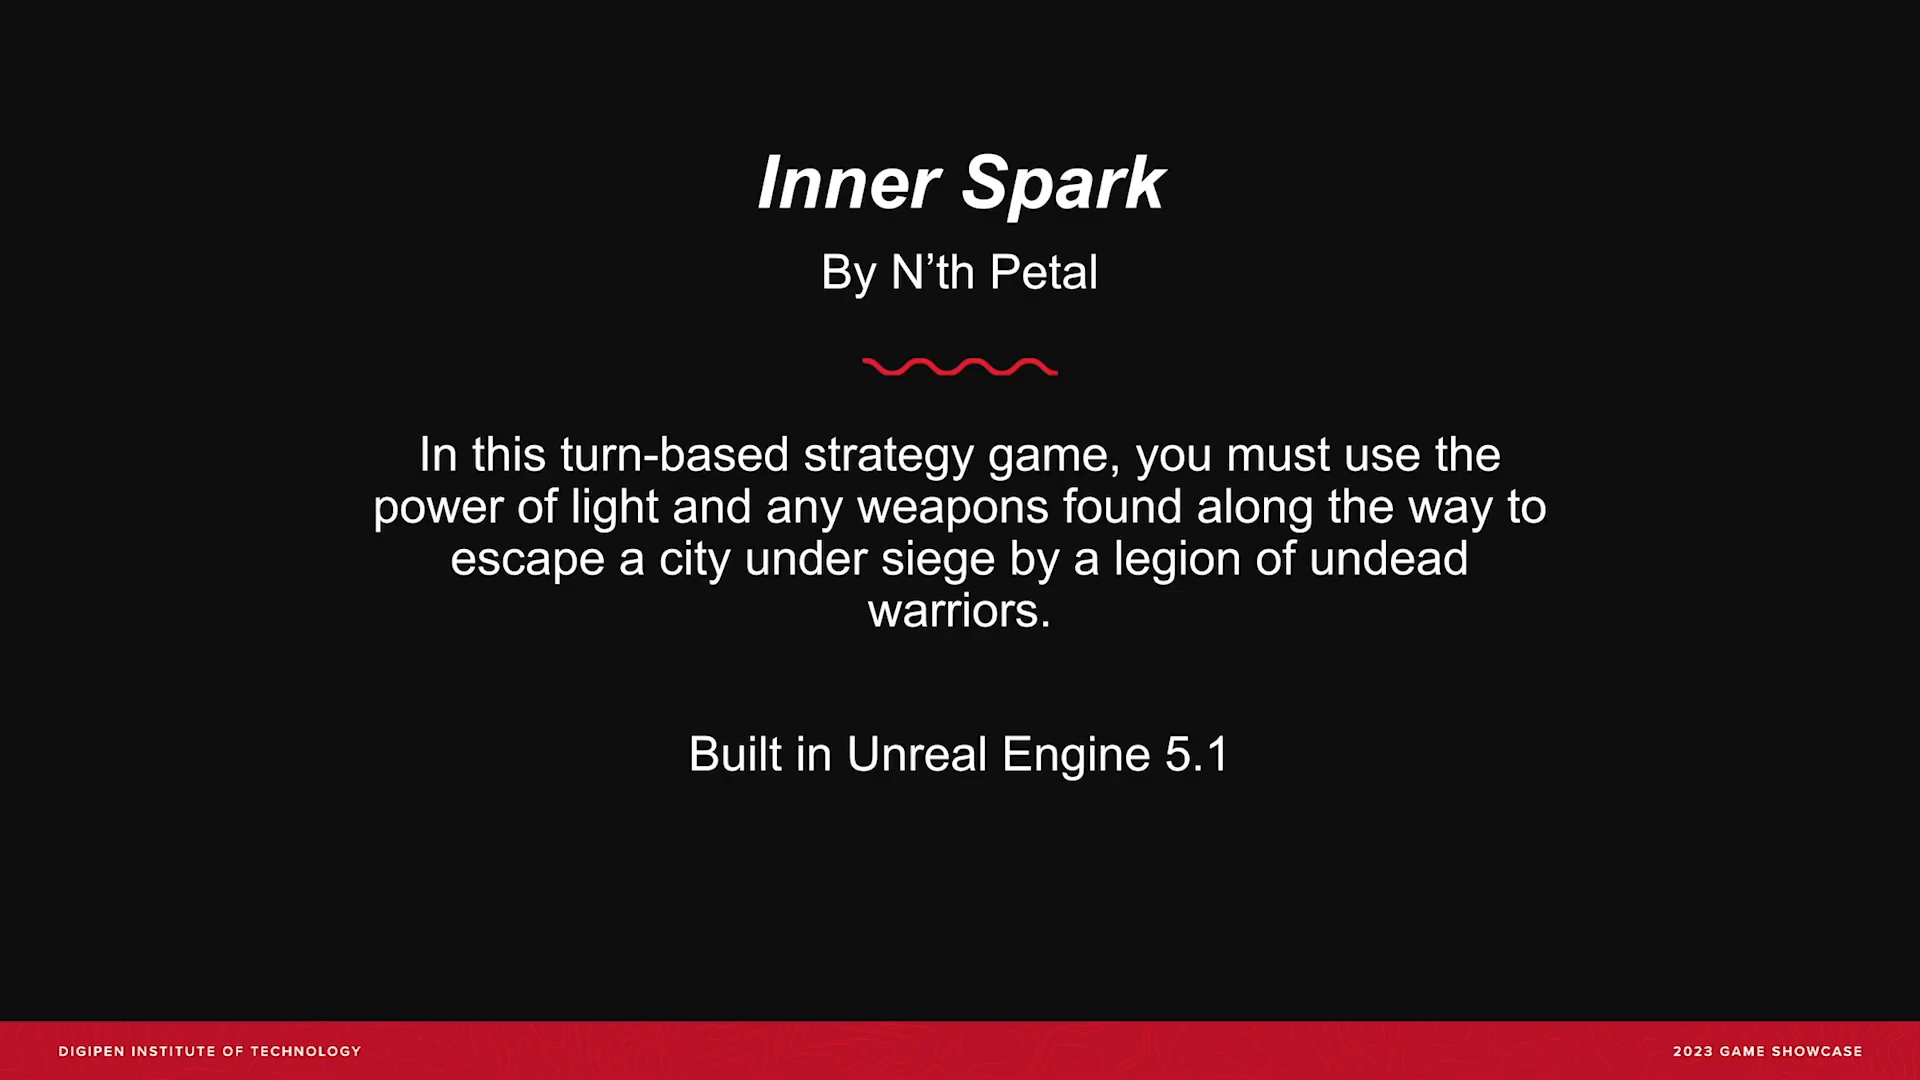 Inner Spark
By N’th Petal
In this turn-based strategy game, you must use the
power of light and any weapons found along the way to
escape a city under siege by a legion of undead
warriors.
Built in Unreal Engine 5.1
DIGIPEN INSTITUTE OF TECHNOLOGY
2023 GAME SHOWCASE